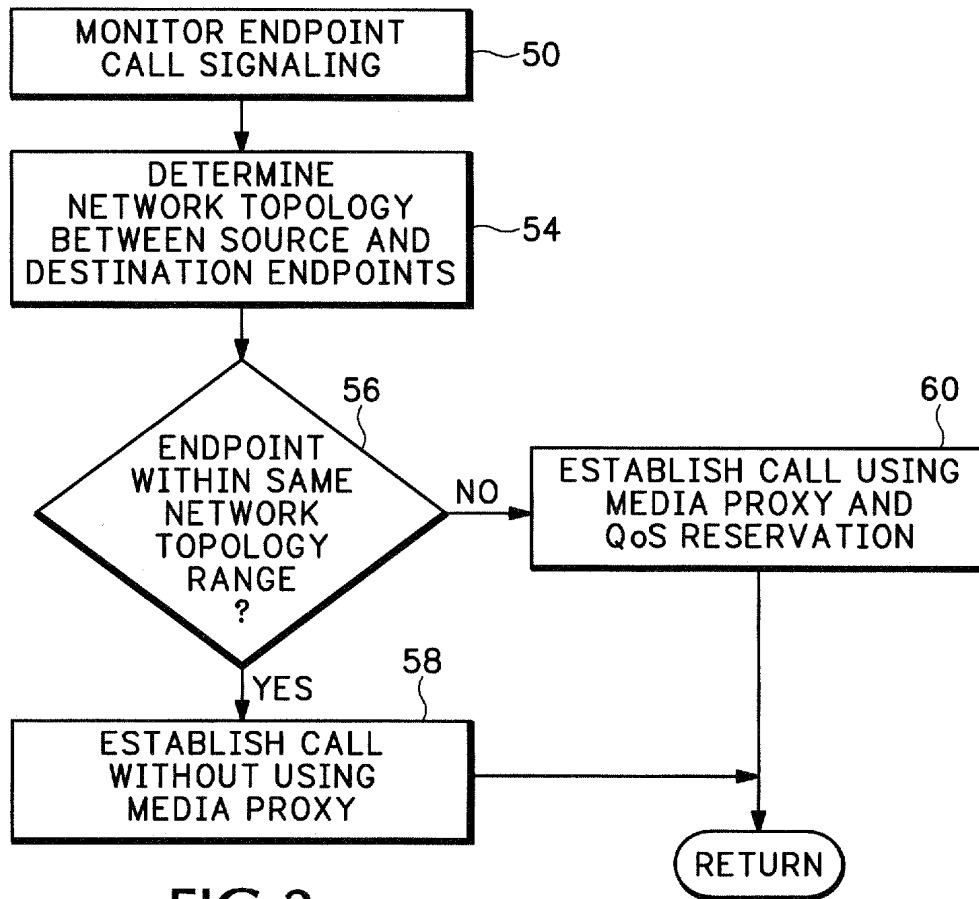 MONITOR ENDPOINT
CALL SIGNALING
50
DETERMINE
NETWORK TOPOLOGY
BETWEEN SOURCE AND
DESTINATION ENDPOINTS
54
56
ENDPOINT
WITHIN SAME
NETWORK
TOPOLOGY
RANGE
?
NO
60
ESTABLISH CALL USING
MEDIA PROXY AND
QoS RESERVATION
YES
58
ESTABLISH CALL
WITHOUT USING
MEDIA PROXY
RETURN